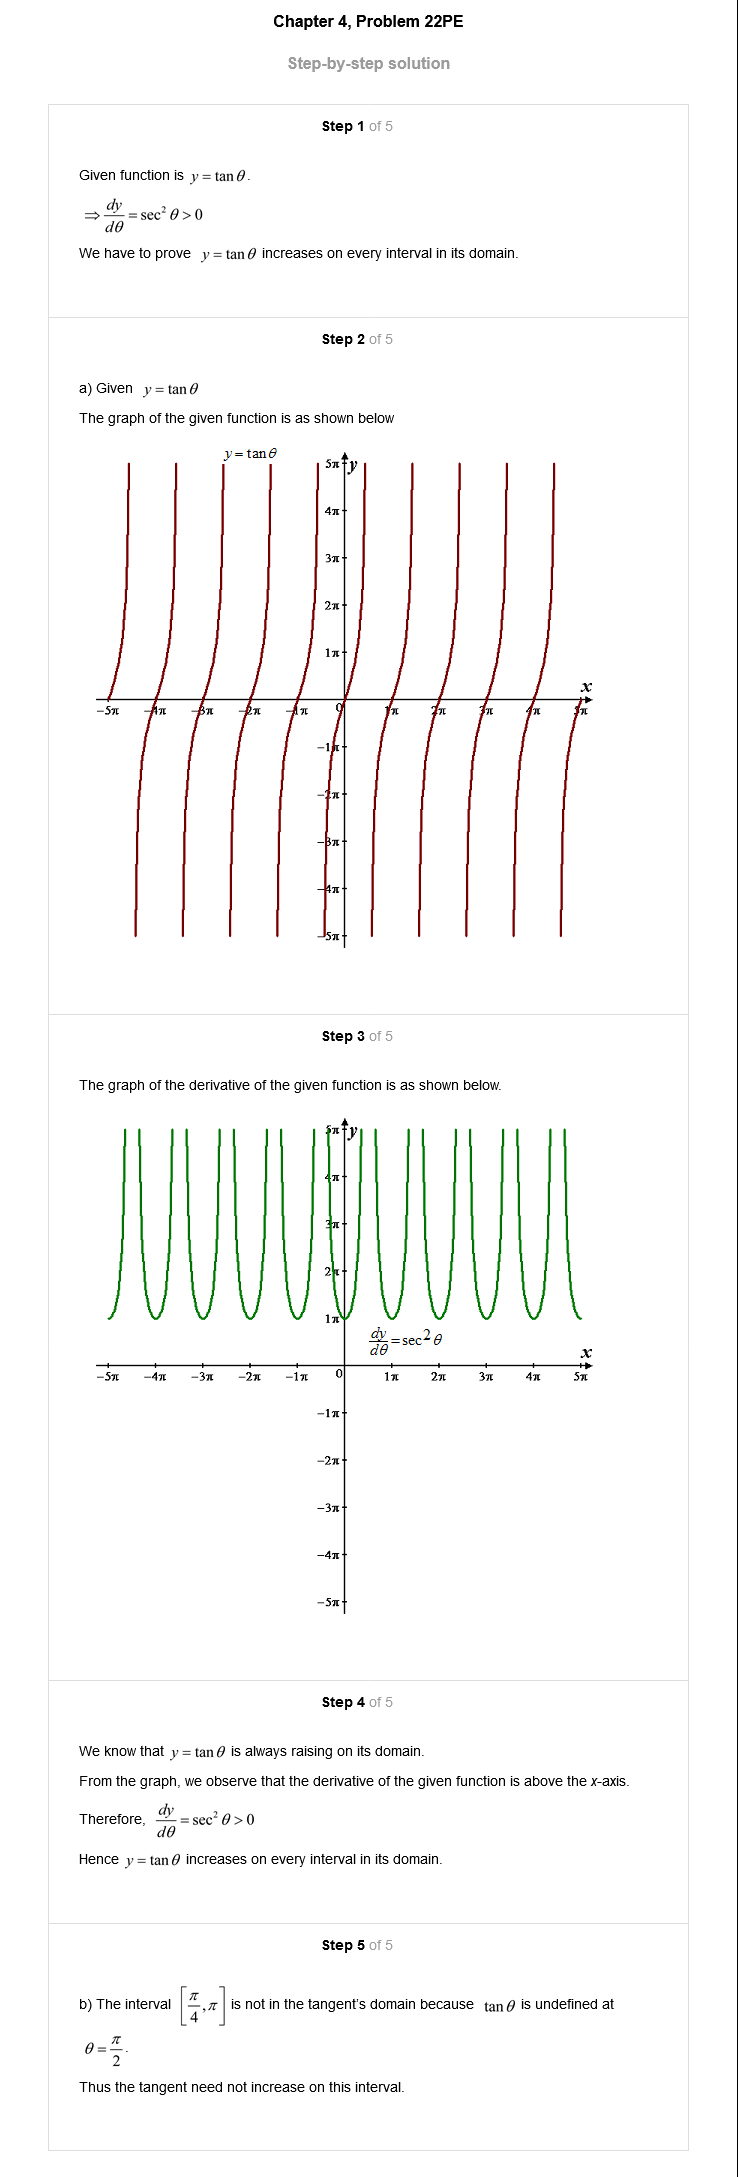 Chapter 4, Problem 22PE
Step-by-step solution
Step 1 of 5
Given function is y = tan θ.
⇒ dy/dθ = sec² θ > 0
We have to prove y = tan θ increases on every interval in its domain.
Step 2 of 5
a) Given y = tan θ
The graph of the given function is as shown below
y = tan θ
5π y
4π
3π
2π
1π
x
-5π -4π -3π -2π -1π 0 1π 2π 3π 4π 5π
-1π
-2π
-3π
-4π
-5π
Step 3 of 5
The graph of the derivative of the given function is as shown below.
5π y
4π
3π
2π
1π
dy/dθ = sec² θ
x
-5π -4π -3π -2π -1π 0 1π 2π 3π 4π 5π
-1π
-2π
-3π
-4π
-5π
Step 4 of 5
We know that y = tan θ is always raising on its domain.
From the graph, we observe that the derivative of the given function is above the x-axis.
Therefore, dy/dθ = sec² θ > 0
Hence y = tan θ increases on every interval in its domain.
Step 5 of 5
b) The interval [π/4, π] is not in the tangent's domain because tan θ is undefined at
θ = π/2.
Thus the tangent need not increase on this interval.